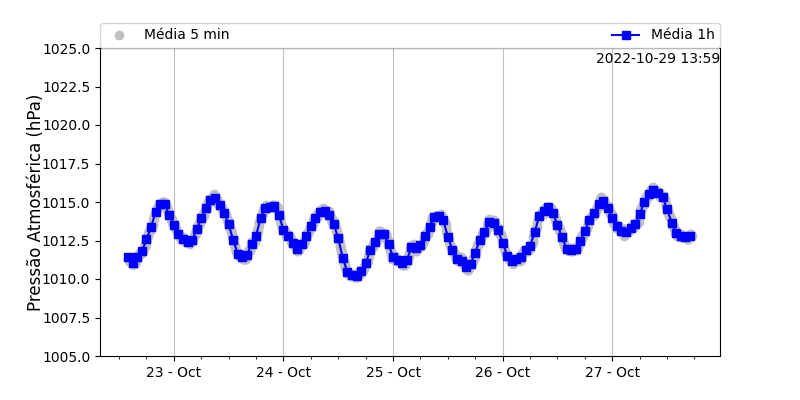 Média 5 min
Média 1h
2022-10-29 13:59
Pressão Atmosférica (hPa)
1025.0
1022.5
1020.0
1017.5
1015.0
1012.5
1010.0
1007.5
1005.0
23 - Oct
24 - Oct
25 - Oct
26 - Oct
27 - Oct